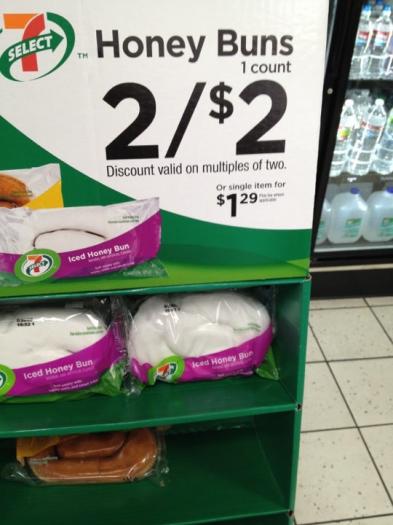 7
SELECT
TM
Honey Buns
1 count
2/$2
Discount valid on multiples of two.
Or single item for
$1 29
Iced Honey Bun
Iced Honey Bun
Iced Honey Bun